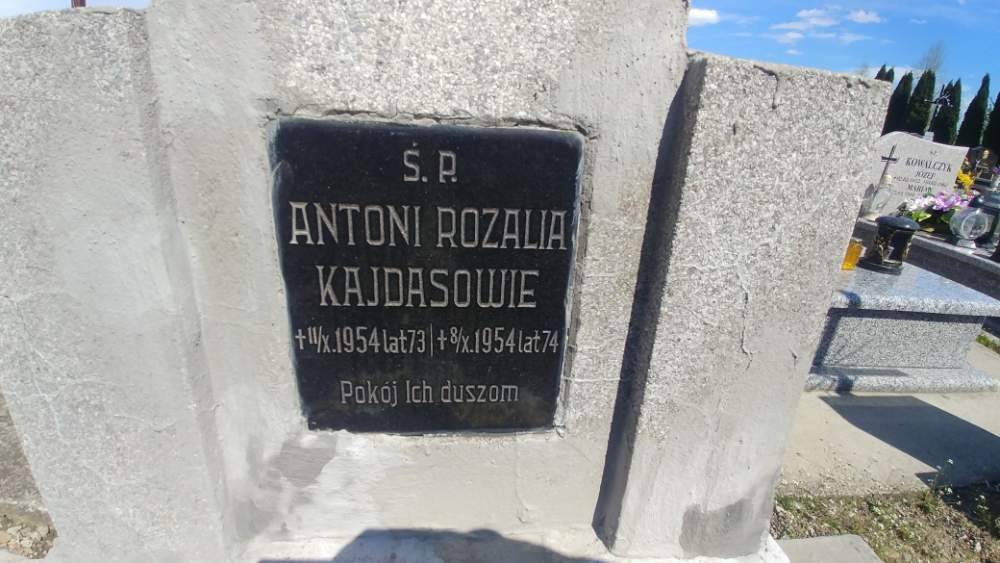 Ś. P.
ANTONI ROZALIA
KAJDASOWIE
+ 11/X.1954 lat 73 | + 8/X.1954 lat 74
Pokój Ich duszom
KOWALCZYK
JÓZEF